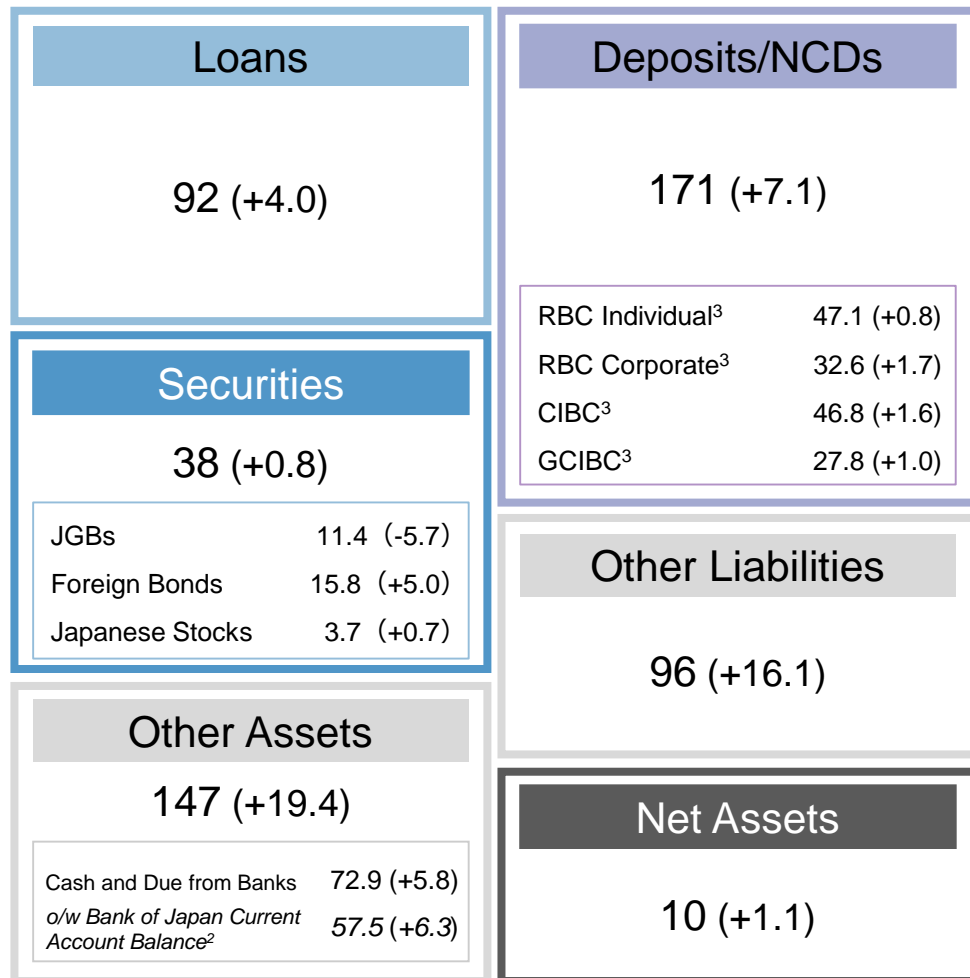 Loans
92 (+4.0)
Securities
38 (+0.8)
JGBs 11.4 (-5.7)
Foreign Bonds 15.8 (+5.0)
Japanese Stocks 3.7 (+0.7)
Other Assets
147 (+19.4)
Cash and Due from Banks 72.9 (+5.8)
o/w Bank of Japan Current
Account Balance² 57.5 (+6.3)
Deposits/NCDs
171 (+7.1)
RBC Individual³ 47.1 (+0.8)
RBC Corporate³ 32.6 (+1.7)
CIBC³ 46.8 (+1.6)
GCIBC³ 27.8 (+1.0)
Other Liabilities
96 (+16.1)
Net Assets
10 (+1.1)